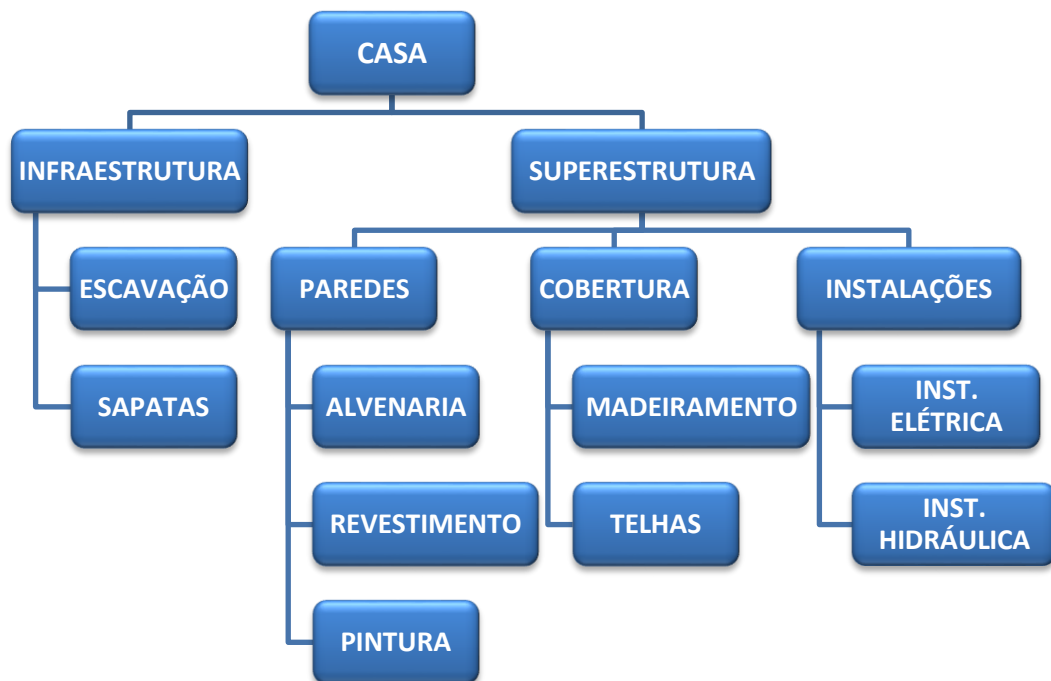 CASA
INFRAESTRUTURA
SUPERESTRUTURA
ESCAVAÇÃO
PAREDES
COBERTURA
INSTALAÇÕES
SAPATAS
ALVENARIA
MADEIRAMENTO
INST.
ELÉTRICA
REVESTIMENTO
TELHAS
INST.
HIDRÁULICA
PINTURA